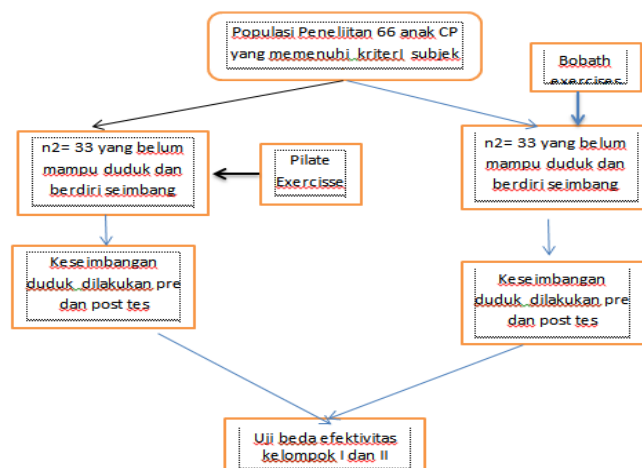 Populasi Peneliitan 66 anak CP
yang memenuhi kriterI subjek
Bobath
exercises
n2= 33 yang belum
mampu duduk dan
berdiri seimbang
Pilate
Exercisse
n2= 33 yang belum
mampu duduk dan
berdiri seimbang
Keseimbangan
duduk dilakukan pre
dan post tes
Keseimbangan
duduk dilakukan pre
dan post tes
Uji beda efektivitas
kelompok I dan II